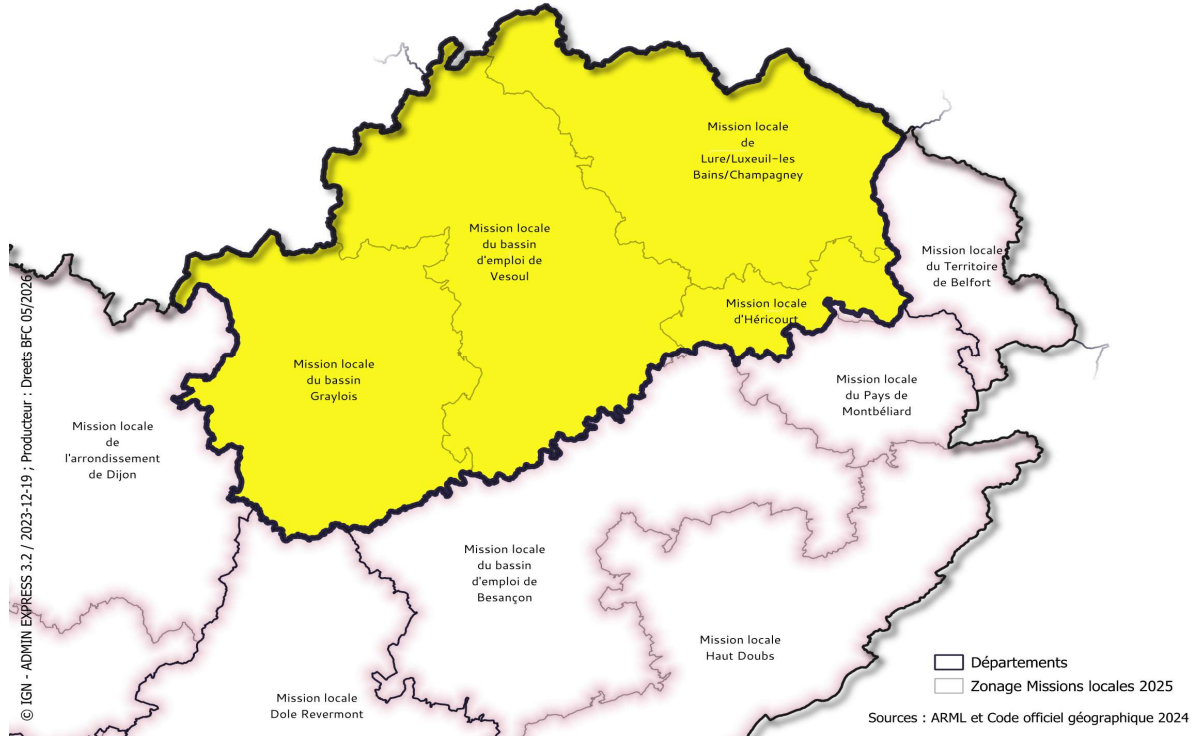 Mission locale
de
Lure/Luxeuil-les
Bains/Champagney
Mission locale
du bassin
d'emploi de
Vesoul
Mission locale
du Territoire
de Belfort
Mission locale
d'Héricourt
Mission locale
du bassin
Graylois
Mission locale
du Pays de
Montbéliard
Mission locale
de
l'arrondissement
de Dijon
Mission locale
du bassin
d'emploi de
Besançon
Mission locale
Haut Doubs
Mission locale
Dole Revermont
Départements
Zonage Missions locales 2025
Sources : ARML et Code officiel géographique 2024
© IGN - ADMIN EXPRESS 3.2 / 2023-12-19 ; Producteur : Dreets BFC 05/2026